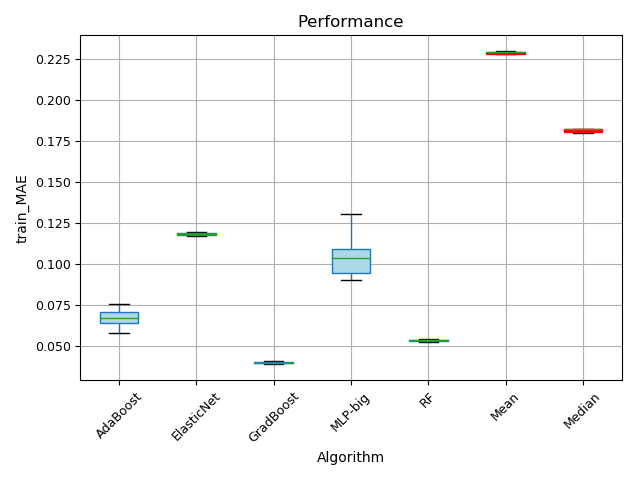 Performance
train_MAE
0.225
0.200
0.175
0.150
0.125
0.100
0.075
0.050
AdaBoost
ElasticNet
GradBoost
MLP-big
RF
Mean
Median
Algorithm